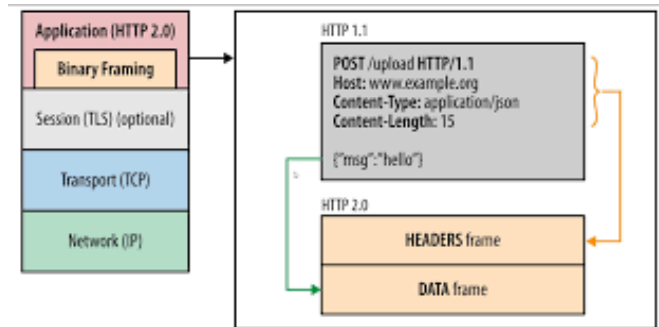 Application (HTTP 2.0)
Binary Framing
Session (TLS) (optional)
Transport (TCP)
Network (IP)
HTTP 1.1
POST /upload HTTP/1.1
Host: www.example.org
Content-Type: application/json
Content-Length: 15
{"msg":"hello"}
HTTP 2.0
HEADERS frame
DATA frame